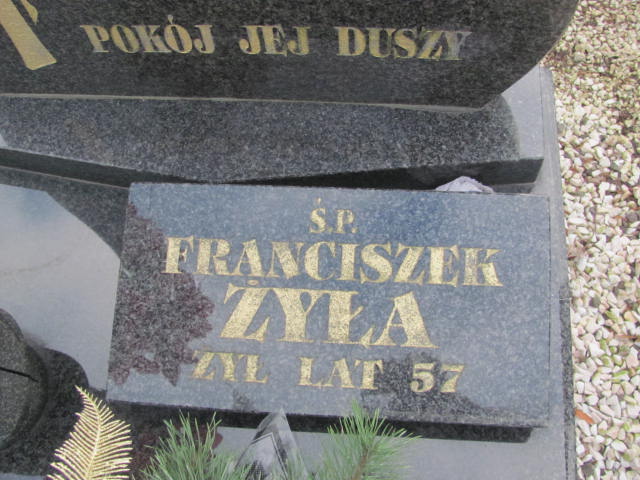 POKÓJ JEJ DUSZY
Ś.P.
FRANCISZEK
ŻYŁA
ŻYŁ LAT 57